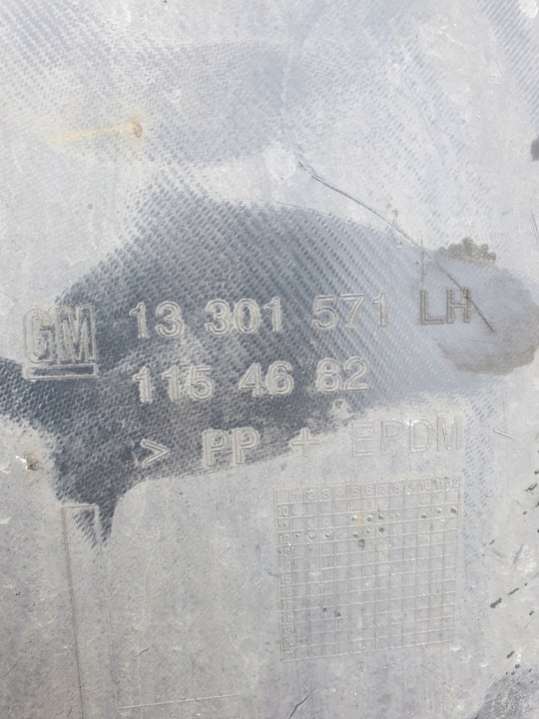 GM 13 301 571 LH
115 46 82
> PP + EPDM <